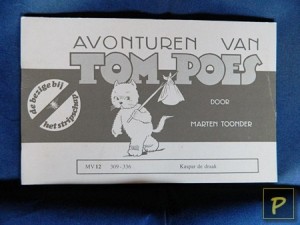 AVONTUREN VAN
TOM POES
de bezige bij
het stripschap
DOOR
MARTEN TOONDER
MV 12
Kasper de draak
P